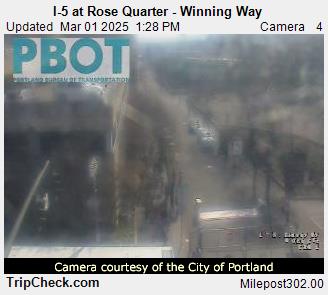 I-5 at Rose Quarter - Winning Way
Updated Mar 01 2025 1:28 PM Camera 4
PBOT
PORTLAND BUREAU OF TRANSPORTATION
Camera courtesy of the City of Portland
TripCheck.com Milepost302.00